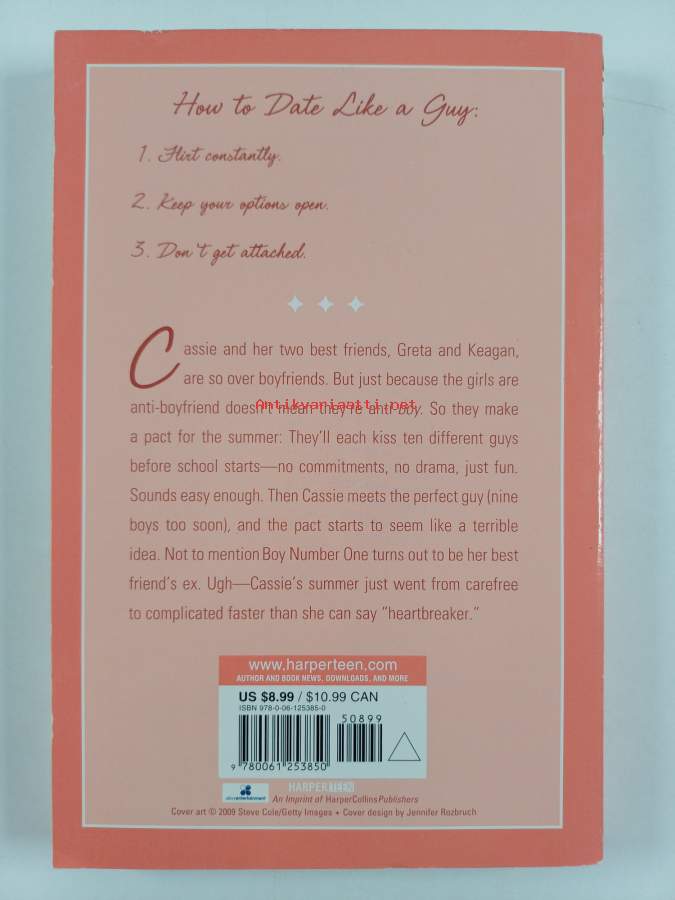 How to Date Like a Guy:
1. Flirt constantly.
2. Keep your options open.
3. Don't get attached.
Cassie and her two best friends, Greta and Keagan,
are so over boyfriends. But just because the girls are
anti-boyfriend doesn't mean they're anti-boy. So they make
Antikvariaatti.net
a pact for the summer: They'll each kiss ten different guys
before school starts—no commitments, no drama, just fun.
Sounds easy enough. Then Cassie meets the perfect guy (nine
boys too soon), and the pact starts to seem like a terrible
idea. Not to mention Boy Number One turns out to be her best
friend's ex. Ugh—Cassie's summer just went from carefree
to complicated faster than she can say "heartbreaker."
www.harperteen.com
AUTHOR AND BOOK NEWS, DOWNLOADS, AND MORE
US $8.99 / $10.99 CAN
ISBN 978-0-06-125385-0
50899
9 780061 253850
HARPER TEEN
An Imprint of HarperCollinsPublishers
Cover art © 2009 Steve Cole/Getty Images • Cover design by Jennifer Rozbruch